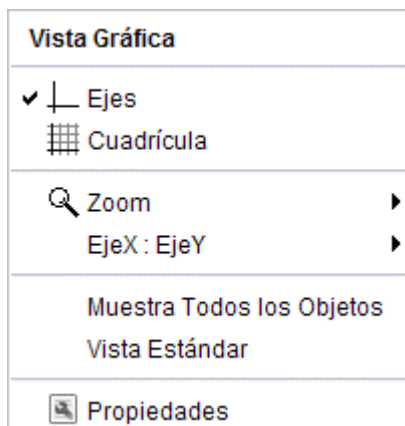 Vista Gráfica
Ejes
Cuadrícula
Zoom
EjeX : EjeY
Muestra Todos los Objetos
Vista Estándar
Propiedades